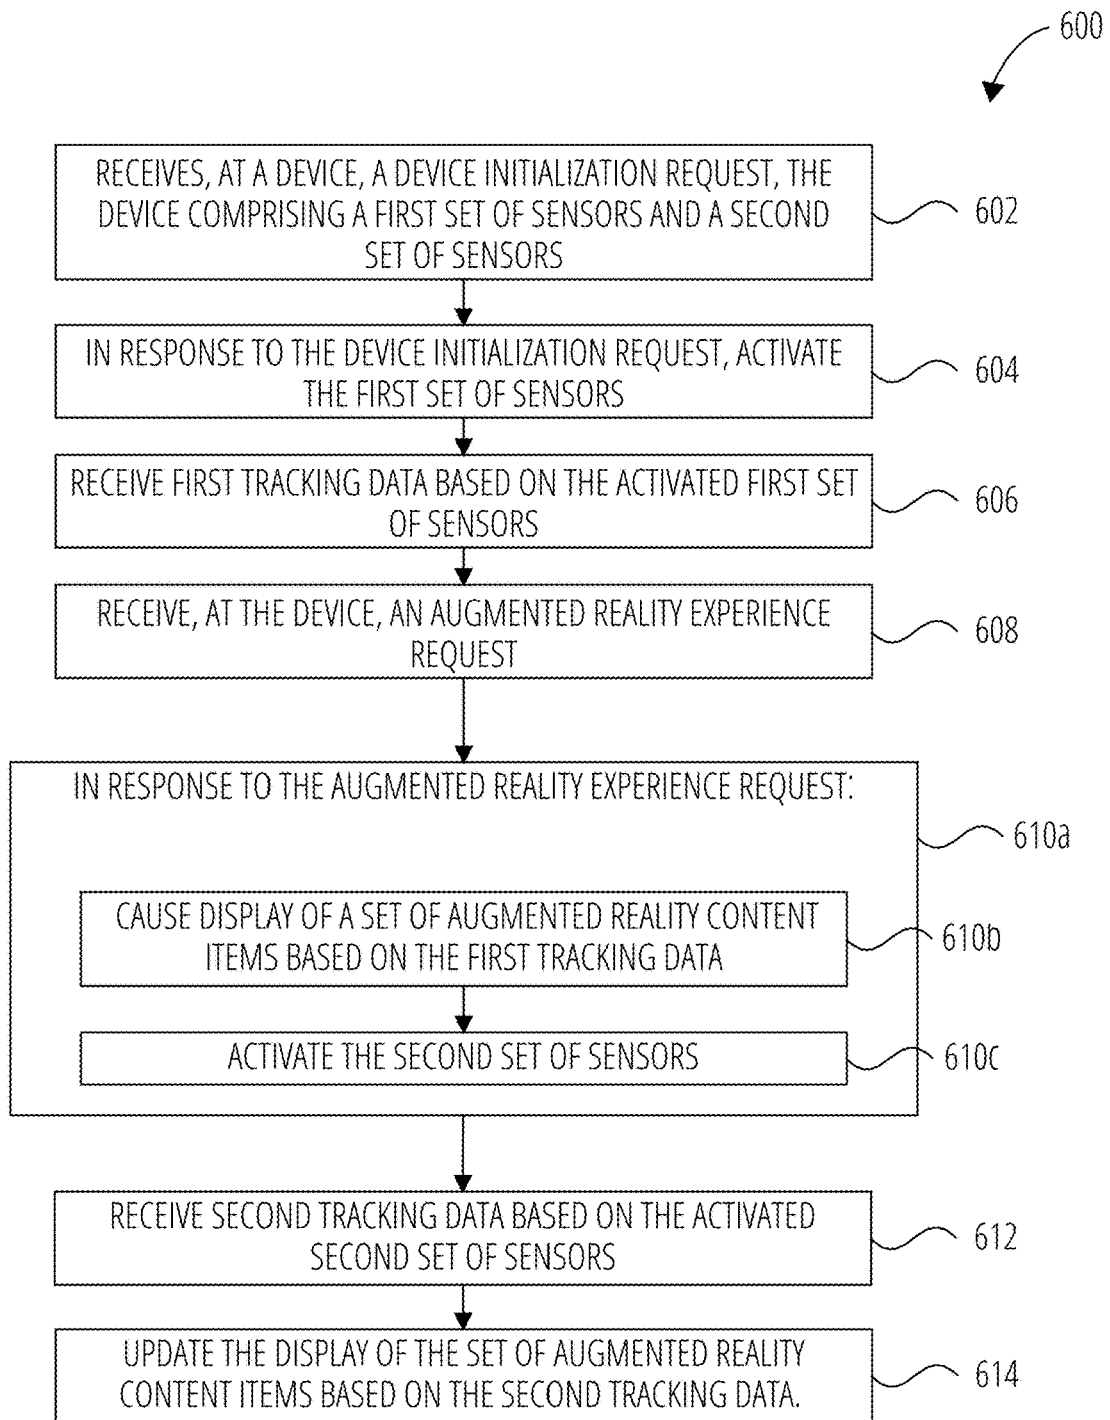 600
RECEIVES, AT A DEVICE, A DEVICE INITIALIZATION REQUEST, THE
DEVICE COMPRISING A FIRST SET OF SENSORS AND A SECOND
SET OF SENSORS
602
IN RESPONSE TO THE DEVICE INITIALIZATION REQUEST, ACTIVATE
THE FIRST SET OF SENSORS
604
RECEIVE FIRST TRACKING DATA BASED ON THE ACTIVATED FIRST SET
OF SENSORS
606
RECEIVE, AT THE DEVICE, AN AUGMENTED REALITY EXPERIENCE
REQUEST
608
IN RESPONSE TO THE AUGMENTED REALITY EXPERIENCE REQUEST:
610a
CAUSE DISPLAY OF A SET OF AUGMENTED REALITY CONTENT
ITEMS BASED ON THE FIRST TRACKING DATA
610b
ACTIVATE THE SECOND SET OF SENSORS
610c
RECEIVE SECOND TRACKING DATA BASED ON THE ACTIVATED
SECOND SET OF SENSORS
612
UPDATE THE DISPLAY OF THE SET OF AUGMENTED REALITY
CONTENT ITEMS BASED ON THE SECOND TRACKING DATA.
614